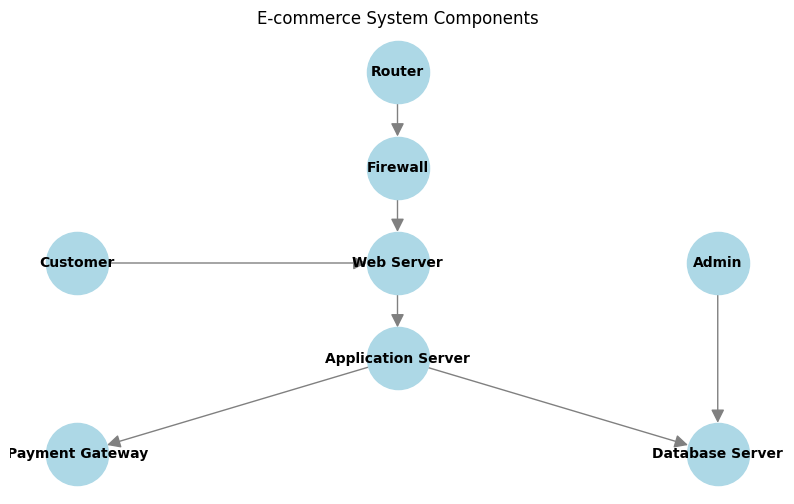 E-commerce System Components
Router
Firewall
Customer
Web Server
Admin
Application Server
Payment Gateway
Database Server